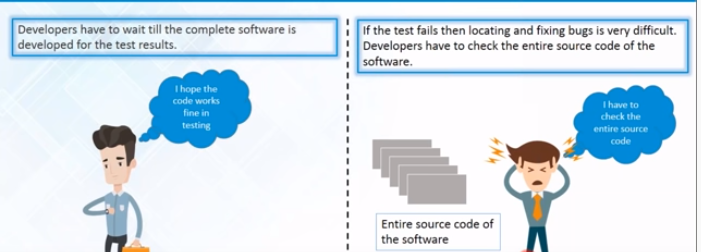 Developers have to wait till the complete software is
developed for the test results.
I hope the
code works
fine in
testing
If the test fails then locating and fixing bugs is very difficult.
Developers have to check the entire source code of the
software.
I have to
check the
entire source
code
Entire source code of
the software